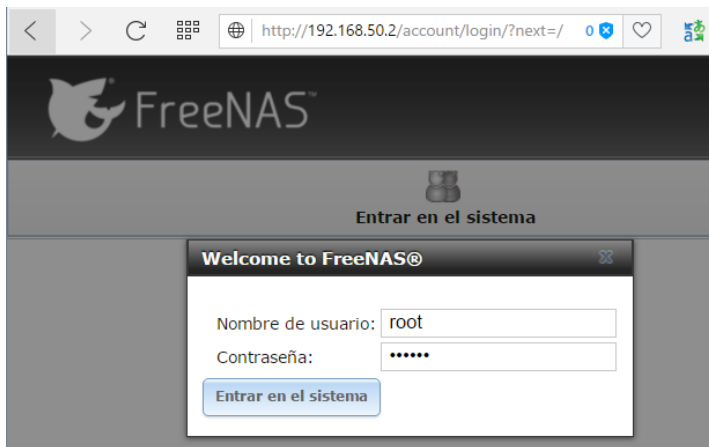 http://192.168.50.2/account/login/?next=/ 0
FreeNAS™
Entrar en el sistema
Welcome to FreeNAS®
Nombre de usuario: root
Contraseña: ••••••
Entrar en el sistema